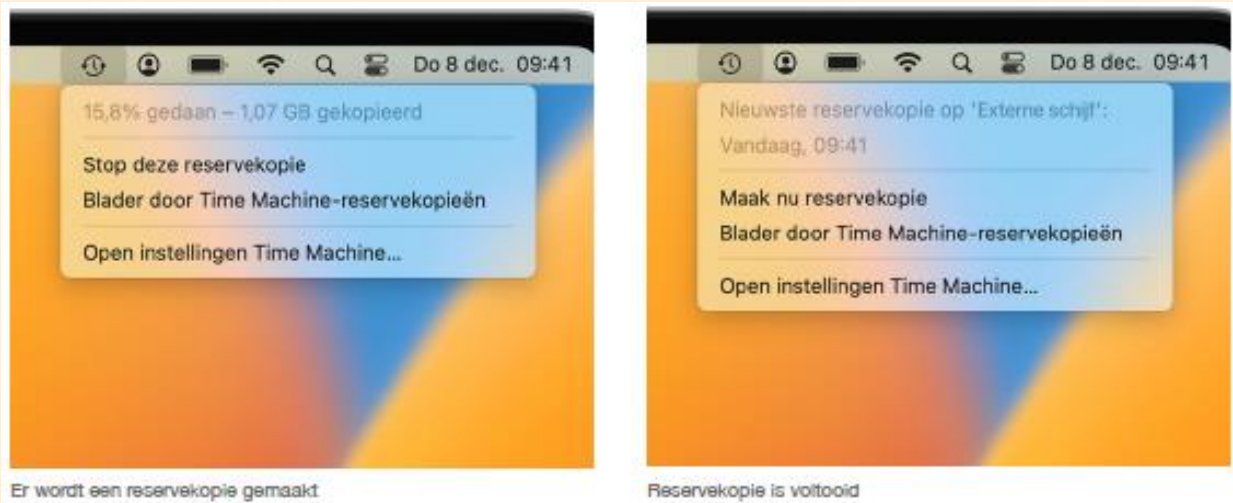 Do 8 dec. 09:41
15,8% gedaan – 1,07 GB gekopieerd
Stop deze reservekopie
Blader door Time Machine-reservekopieën
Open instellingen Time Machine...
Er wordt een reservekopie gemaakt
Do 8 dec. 09:41
Nieuwste reservekopie op 'Externe schijf':
Vandaag, 09:41
Maak nu reservekopie
Blader door Time Machine-reservekopieën
Open instellingen Time Machine...
Reservekopie is voltooid